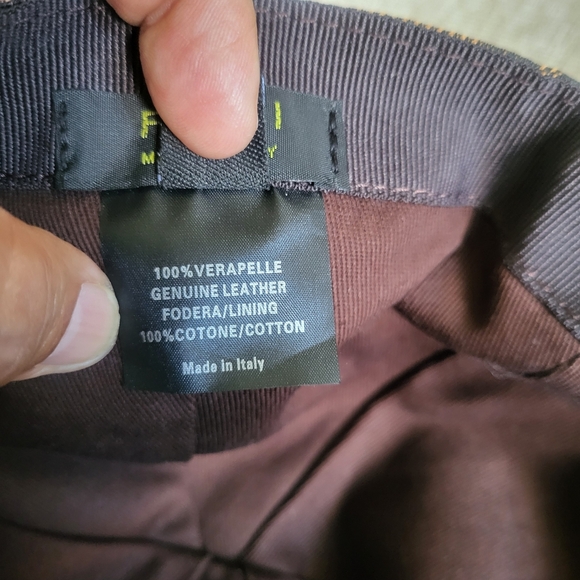 F I
M Y
100%VERAPELLE
GENUINE LEATHER
FODERA/LINING
100%COTONE/COTTON
Made in Italy